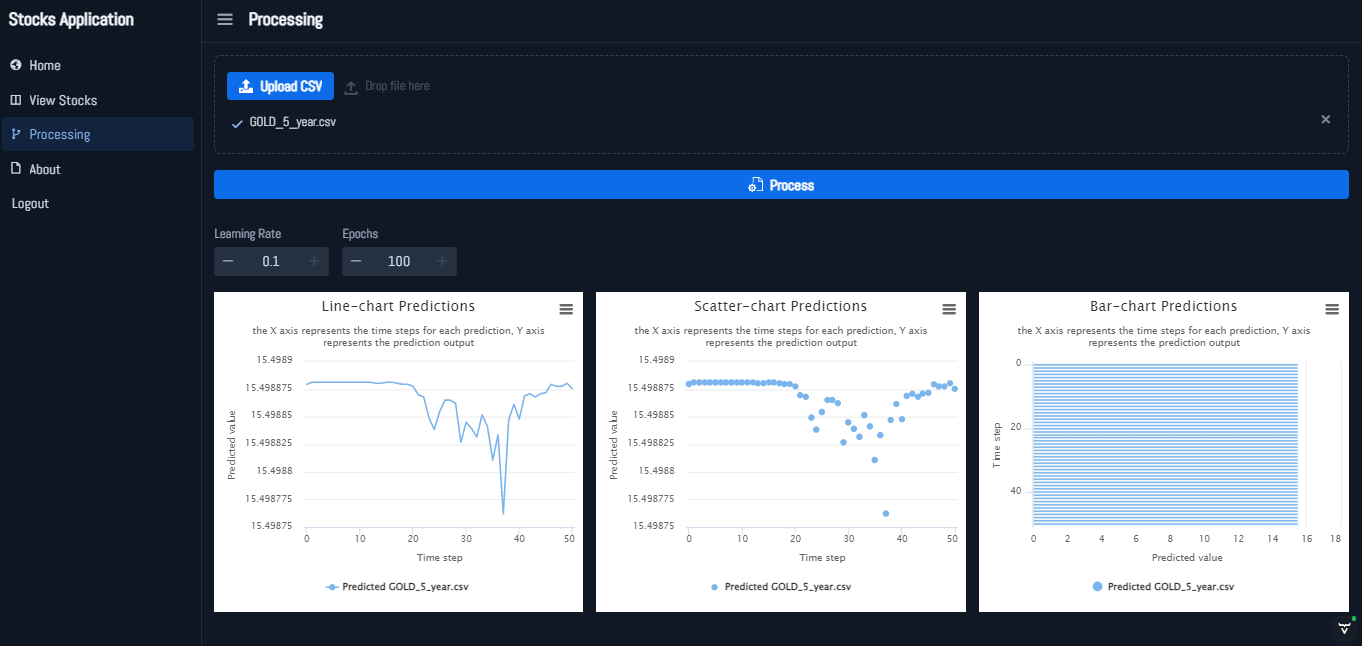 Stocks Application
Home
View Stocks
Processing
About
Logout
Processing
Upload CSV
Drop file here
GOLD_5_year.csv
Process
Learning Rate
Epochs
0.1
100
Line-chart Predictions
the X axis represents the time steps for each prediction, Y axis
represents the prediction output
Predicted value
15.4989
15.498875
15.49885
15.498825
15.4988
15.498775
15.49875
0 10 20 30 40 50
Time step
Predicted GOLD_5_year.csv
Scatter-chart Predictions
the X axis represents the time steps for each prediction, Y axis
represents the prediction output
Predicted value
15.4989
15.498875
15.49885
15.498825
15.4988
15.498775
15.49875
0 10 20 30 40 50
Time step
Predicted GOLD_5_year.csv
Bar-chart Predictions
the X axis represents the time steps for each prediction, Y axis
represents the prediction output
Time step
0
20
40
0 2 4 6 8 10 12 14 16 18
Predicted value
Predicted GOLD_5_year.csv